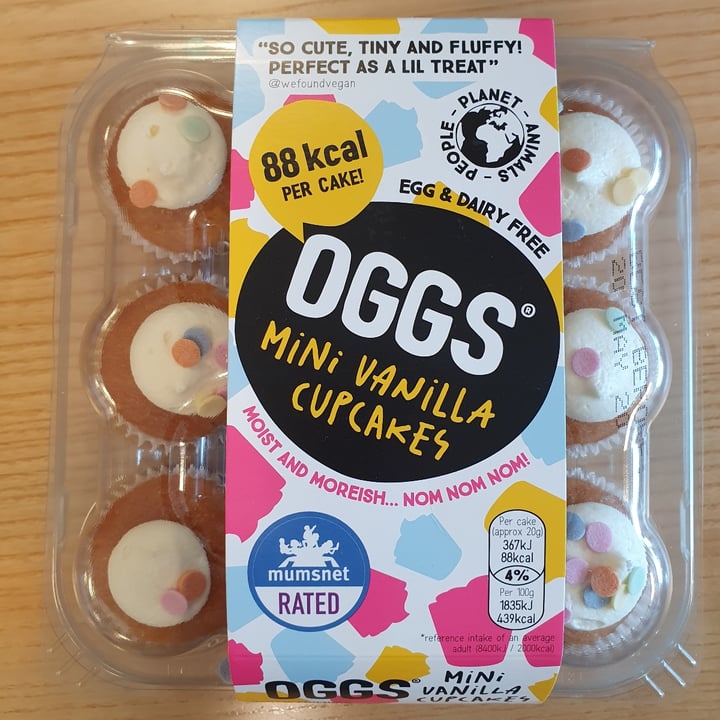 “SO CUTE, TINY AND FLUFFY!
PERFECT AS A LIL TREAT”
@wefoundvegan
PEOPLE - PLANET - ANIMALS -
88 kcal
PER CAKE!
EGG & DAIRY FREE
OGGS®
MiNi VANiLLA
CUPCAKES
MOIST AND MOREISH... NOM NOM NOM!
mumsnet
RATED
Per cake
(approx 20g)
367kJ
88kcal
4%
Per 100g
1835kJ
439kcal
*reference intake of an average
adult (8400kJ / 2000kcal)
OGGS® MiNi
VANiLLA
CUPCAKES